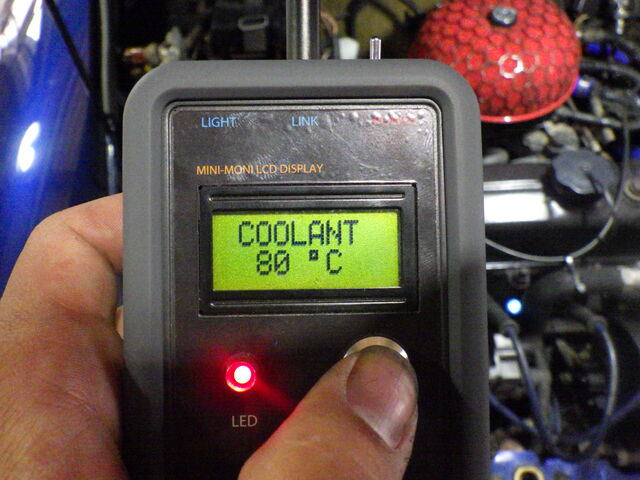 LIGHT LINK
MINI-MONI LCD DISPLAY
COOLANT
80 °C
LED